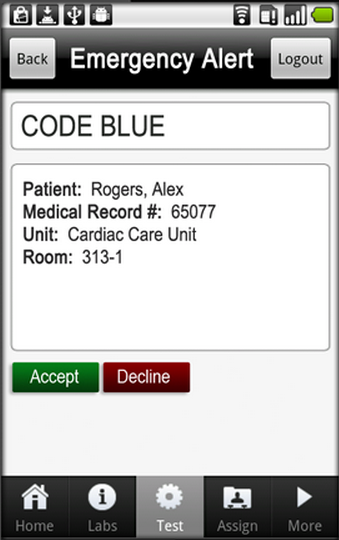 Back Emergency Alert Logout
CODE BLUE
Patient: Rogers, Alex
Medical Record #: 65077
Unit: Cardiac Care Unit
Room: 313-1
Accept Decline
Home Labs Test Assign More